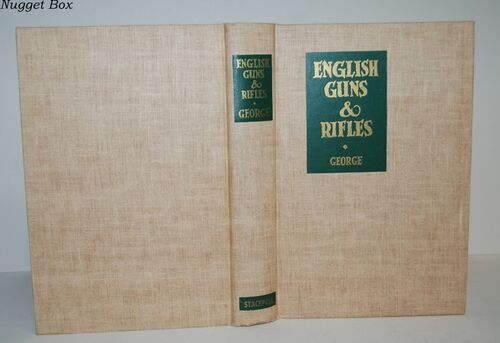 Nugget Box
ENGLISH
GUNS
&
RIFLES
GEORGE
STACKPOLE
ENGLISH
GUNS
&
RIFLES
GEORGE